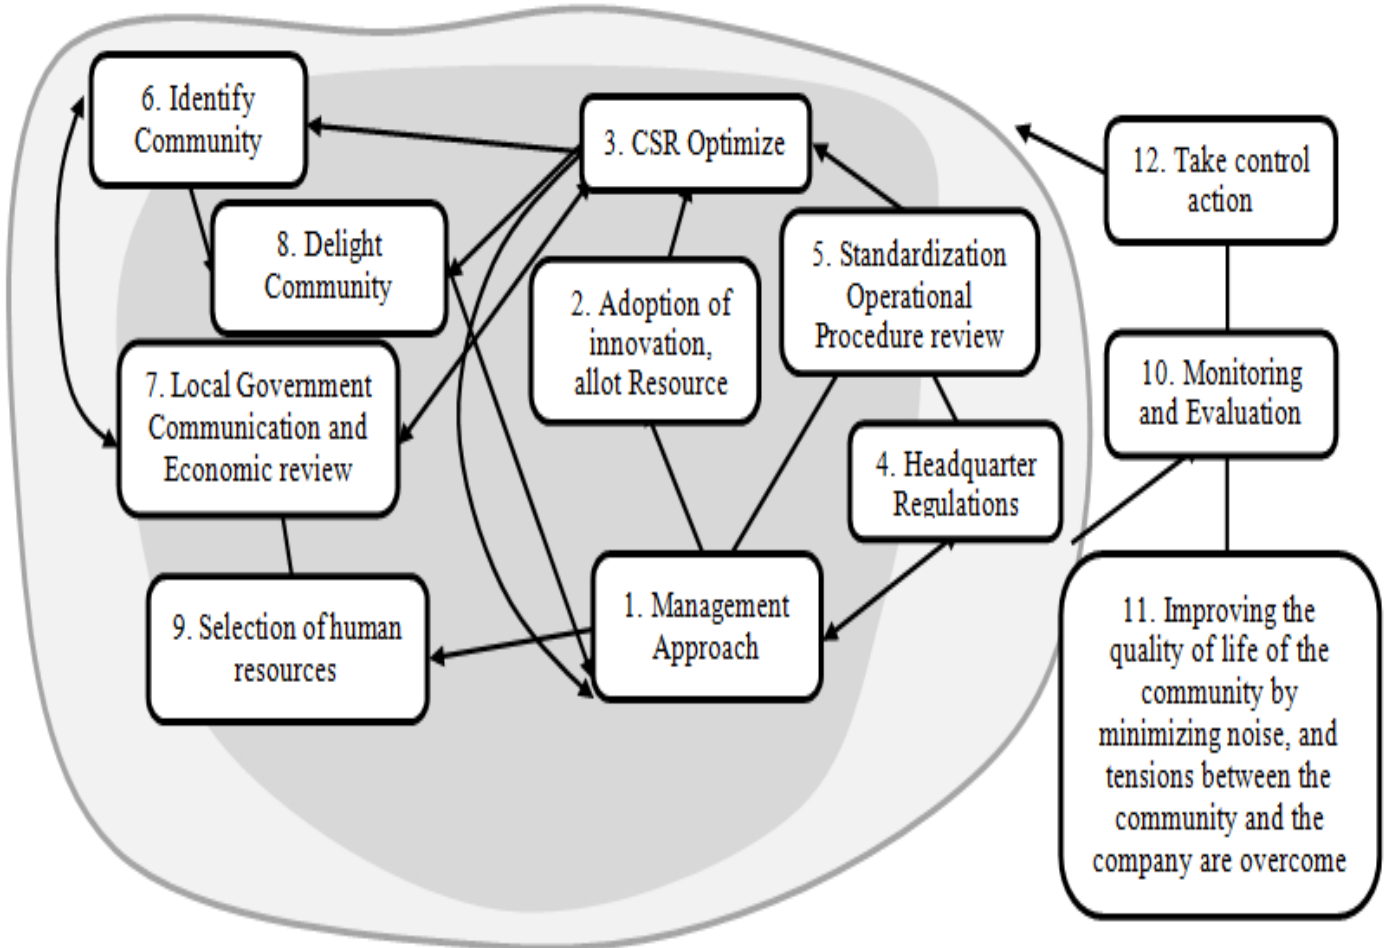 6. Identify
Community
3. CSR Optimize
12. Take control
action
8. Delight
Community
5. Standardization
Operational
Procedure review
2. Adoption of
innovation,
allot Resource
7. Local Government
Communication and
Economic review
10. Monitoring
and Evaluation
4. Headquarter
Regulations
9. Selection of human
resources
1. Management
Approach
11. Improving the
quality of life of the
community by
minimizing noise, and
tensions between the
community and the
company are overcome